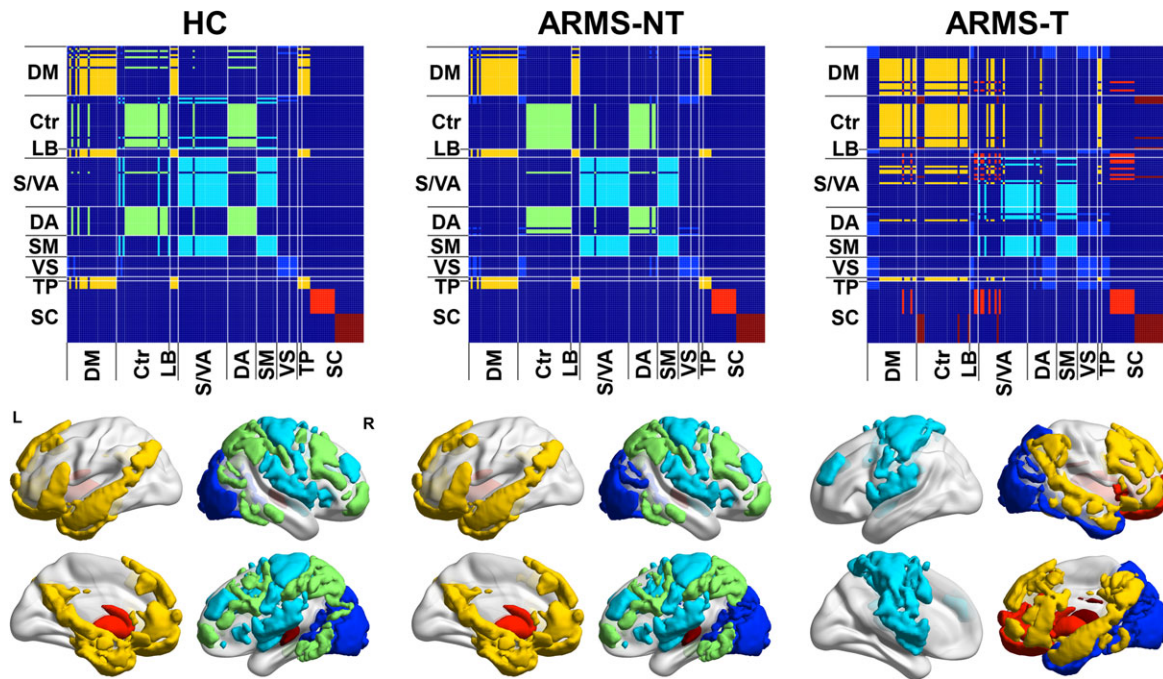 HC
ARMS-NT
ARMS-T
DM
Ctr
LB
S/VA
DA
SM
VS
TP
SC
DM
Ctr
LB
S/VA
DA
SM
VS
TP
SC
DM
Ctr
LB
S/VA
DA
SM
VS
TP
SC
DM
Ctr
LB
S/VA
DA
SM
VS
TP
SC
DM
Ctr
LB
S/VA
DA
SM
VS
TP
SC
DM
Ctr
LB
S/VA
DA
SM
VS
TP
SC
L
R